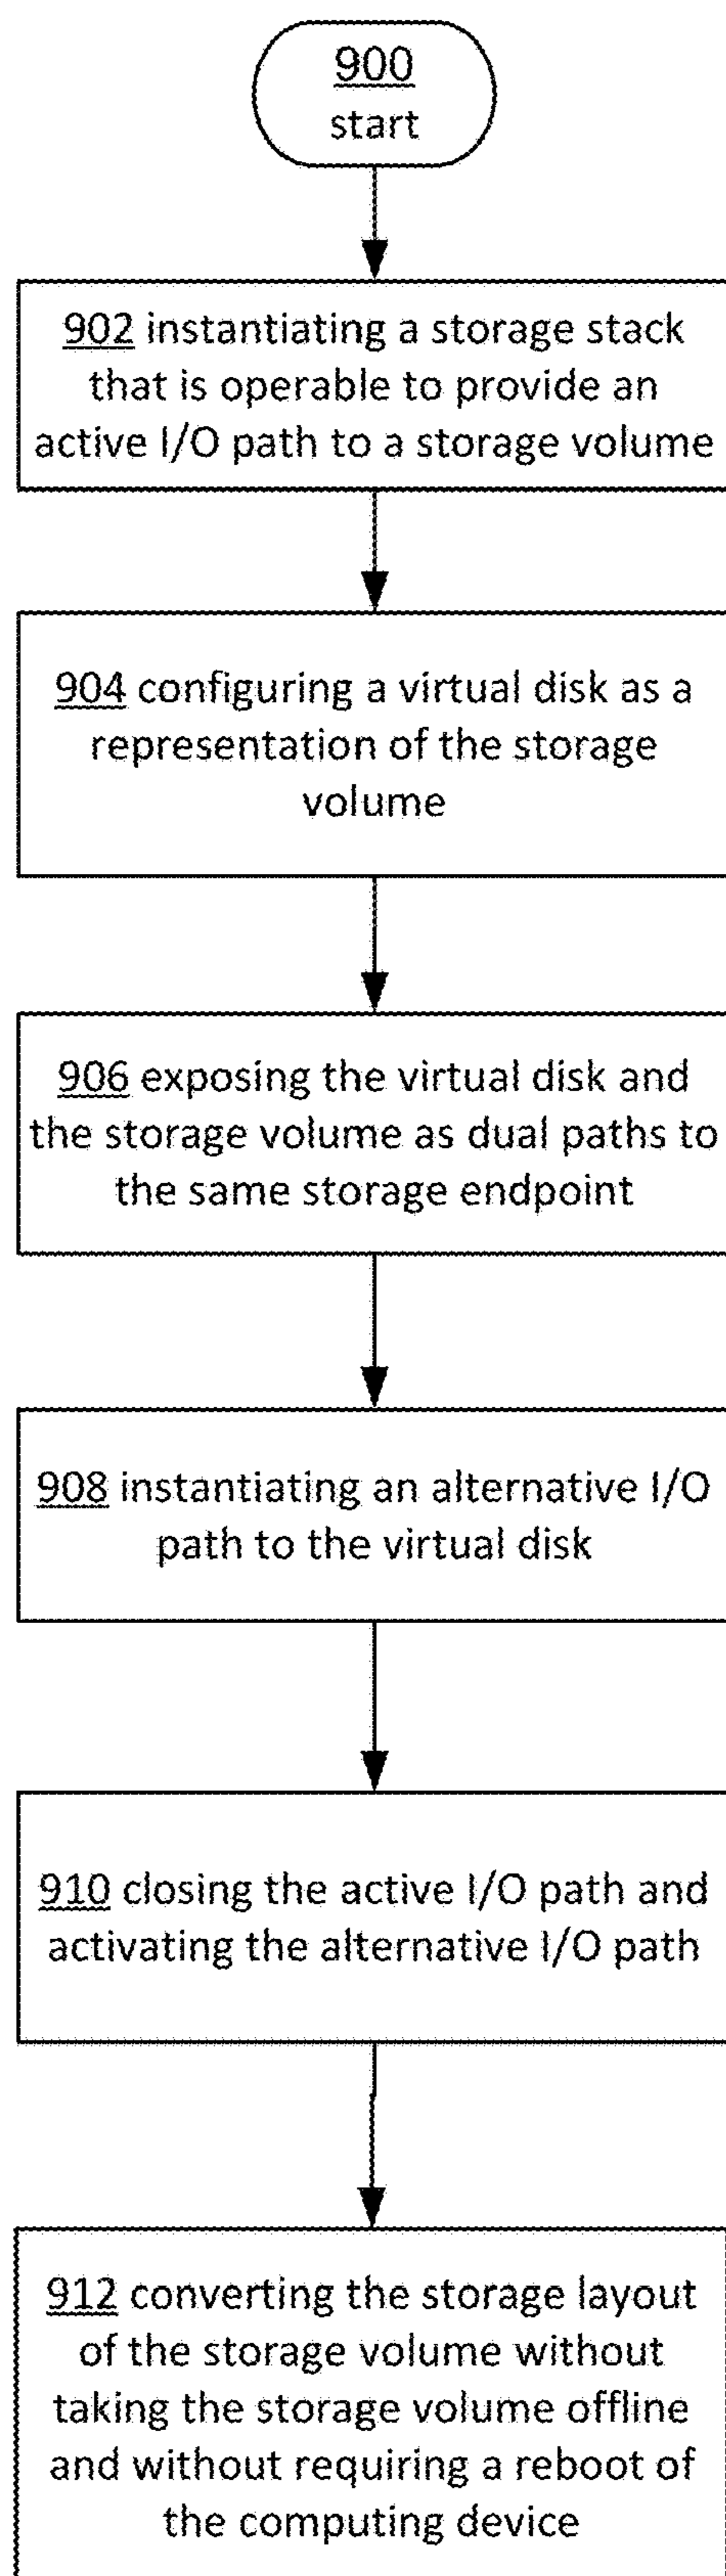 900
start
902 instantiating a storage stack
that is operable to provide an
active I/O path to a storage volume
904 configuring a virtual disk as a
representation of the storage
volume
906 exposing the virtual disk and
the storage volume as dual paths to
the same storage endpoint
908 instantiating an alternative I/O
path to the virtual disk
910 closing the active I/O path and
activating the alternative I/O path
912 converting the storage layout
of the storage volume without
taking the storage volume offline
and without requiring a reboot of
the computing device